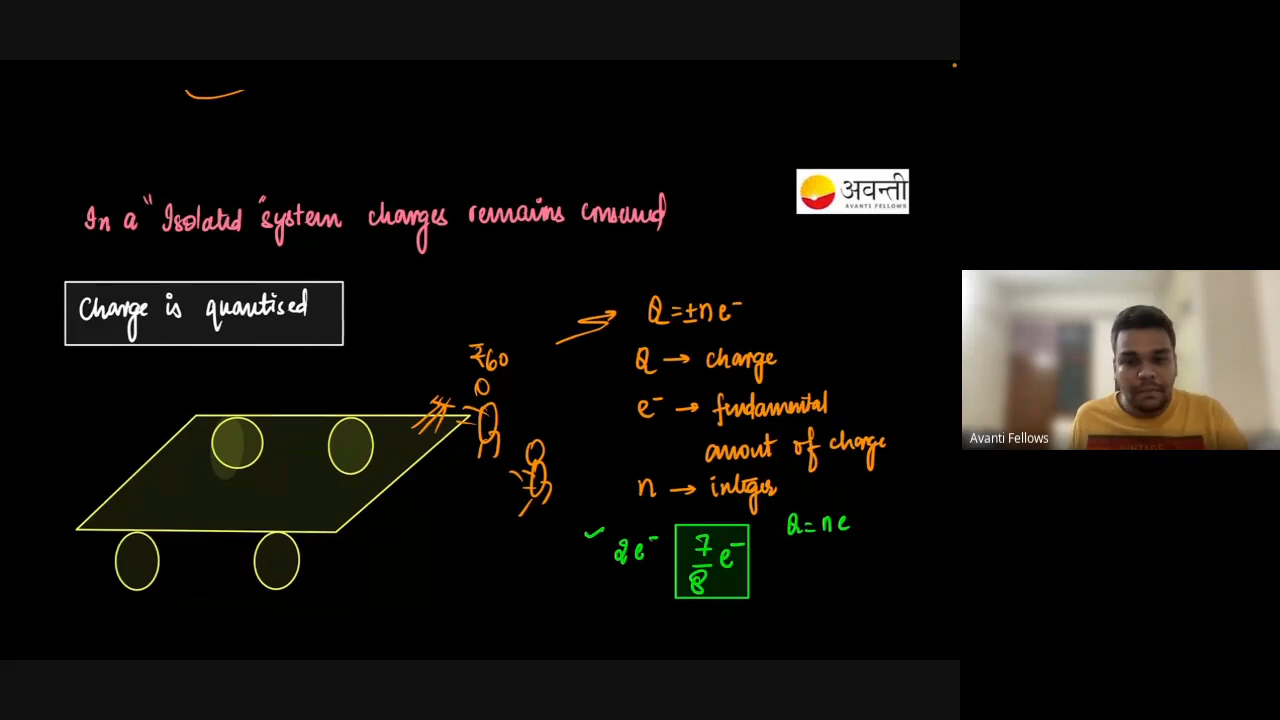 In a "Isolated" system charges remains
अवन्ती
AVANTI FELLOWS
Charge is quantised
₹60
Q=±ne⁻
Q → charge
e⁻ → fundamental
amount of charge
n → integer
Q=ne
✓ 2e⁻
7/8 e⁻
Avanti Fellows